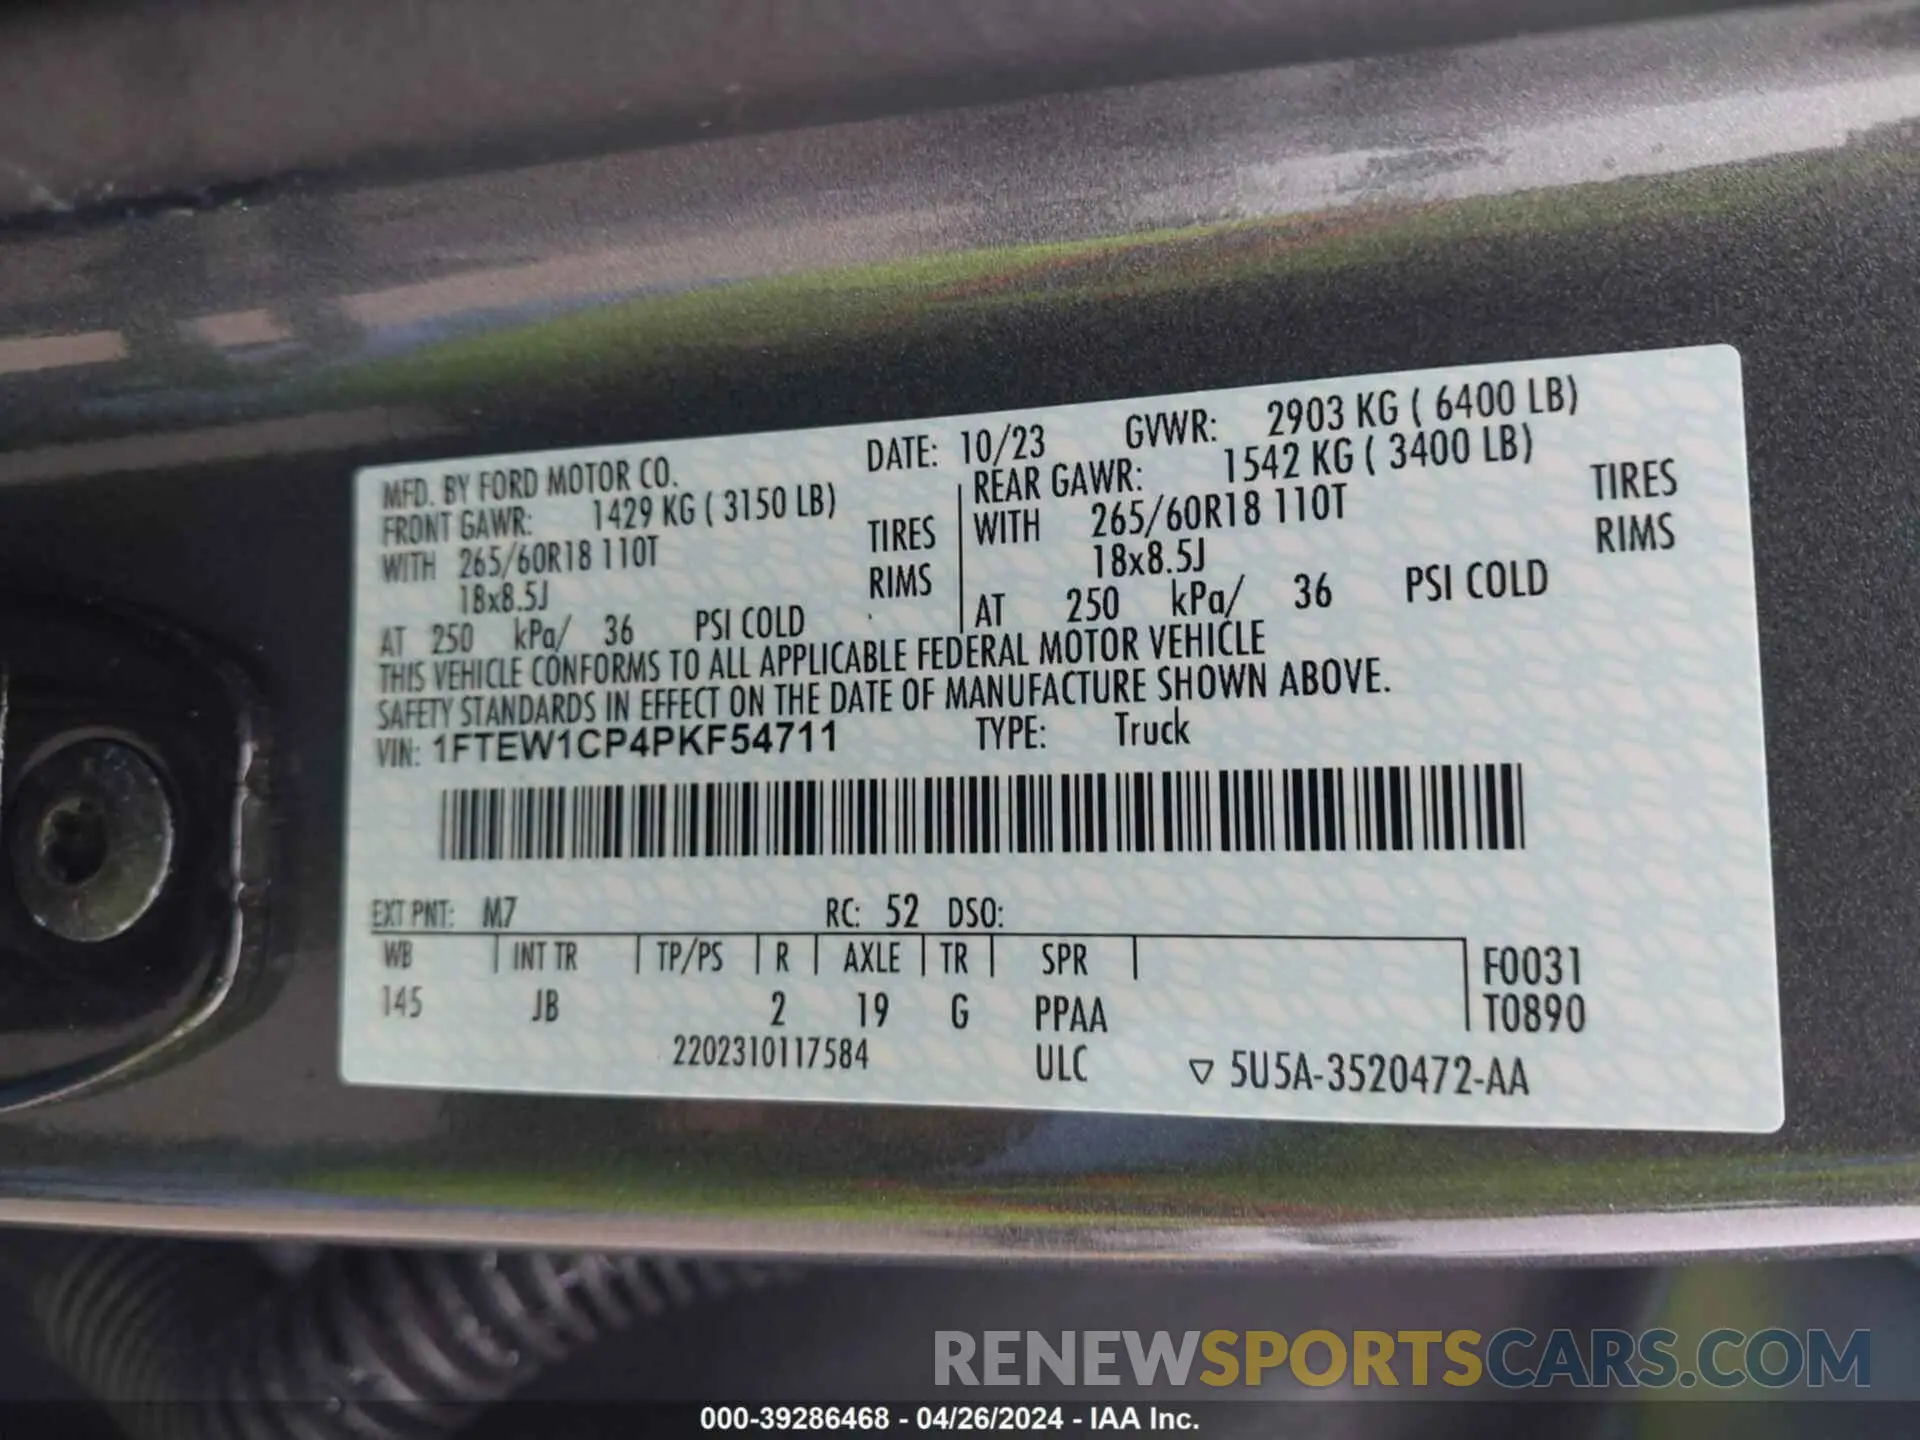 MFD. BY FORD MOTOR CO. DATE: 10/23 GVWR: 2903 KG ( 6400 LB)
FRONT GAWR: 1429 KG ( 3150 LB) REAR GAWR: 1542 KG ( 3400 LB)
WITH 265/60R18 110T TIRES WITH 265/60R18 110T TIRES
18x8.5J RIMS 18x8.5J RIMS
AT 250 kPa/ 36 PSI COLD AT 250 kPa/ 36 PSI COLD
THIS VEHICLE CONFORMS TO ALL APPLICABLE FEDERAL MOTOR VEHICLE
SAFETY STANDARDS IN EFFECT ON THE DATE OF MANUFACTURE SHOWN ABOVE.
VIN: 1FTEW1CP4PKF54711 TYPE: Truck
EXT PNT: M7 RC: 52 DSO:
WB INT TR TP/PS R AXLE TR SPR F0031
145 JB 2 19 G PPAA T0890
2202310117584 ULC ▽ 5U5A-3520472-AA
RENEWSPORTSCARS.COM
000-39286468 - 04/26/2024 - IAA Inc.